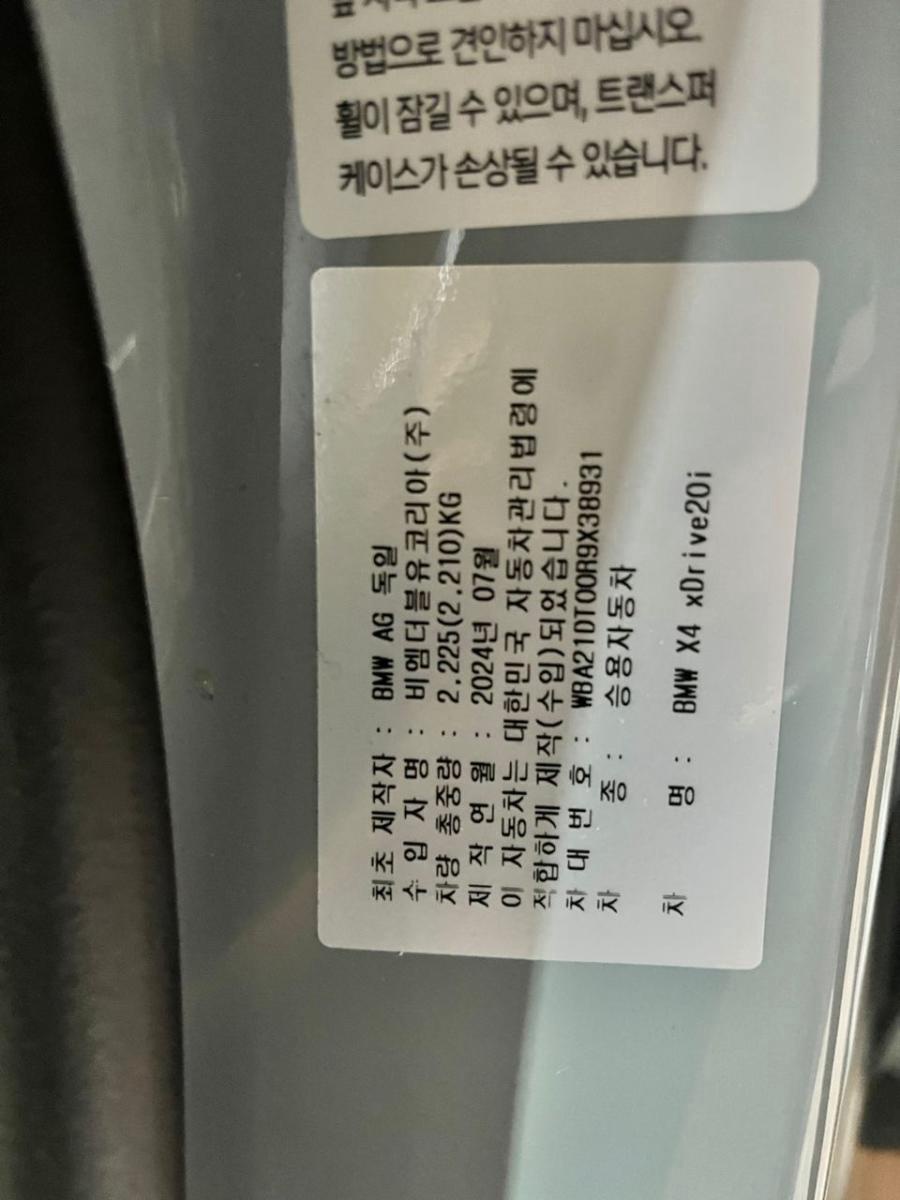 방법으로 견인하지 마십시오.
휠이 잠길 수 있으며, 트랜스퍼
케이스가 손상될 수 있습니다.
최초 제작자 : BMW AG 독일
수 입 자 명 : 비엠더블유코리아(주)
차량 총중량 : 2.225(2.210)KG
제 작 연 월 : 2024년 07월
이 자동차는 대한민국 자동차관리법령에
적합하게 제작(수입)되었습니다.
차 대 번 호 : WBA21DT00R9X38931
차 종 : 승용자동차
차 명 : BMW X4 xDrive20i